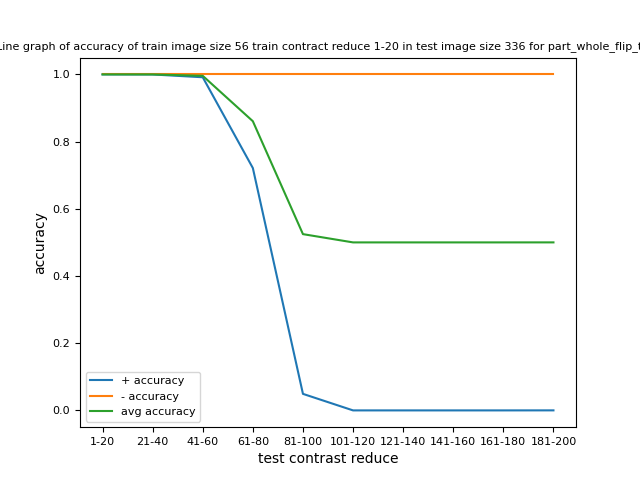 Line graph of accuracy of train image size 56 train contract reduce 1-20 in test image size 336 for
1.0
0.8
0.6
0.4
0.2
0.0
accuracy
+ accuracy
- accuracy
avg accuracy
1-20 21-40 41-60 61-80 81-100 101-120 121-140 141-160 161-180 181-200
test contrast reduce